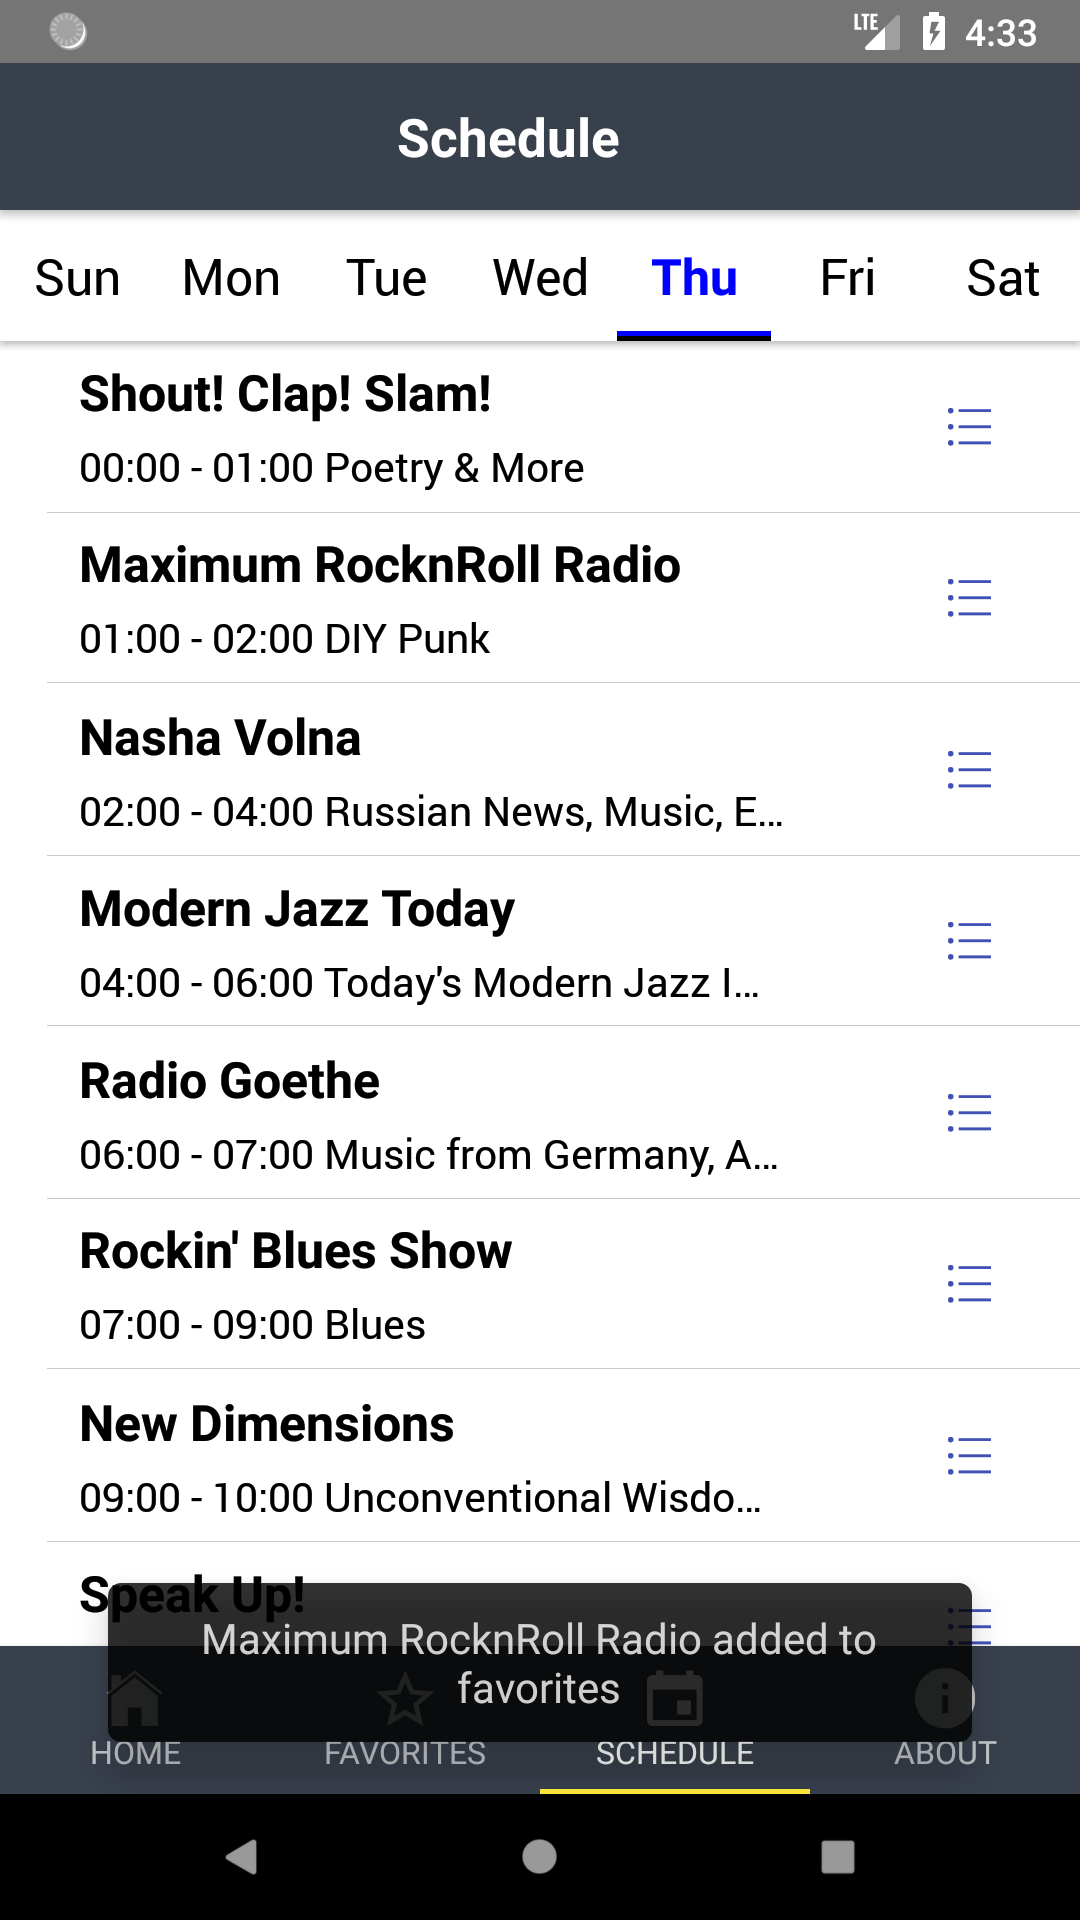 LTE 4:33
Schedule
Sun Mon Tue Wed Thu Fri Sat
Shout! Clap! Slam!
00:00 - 01:00 Poetry & More
Maximum RocknRoll Radio
01:00 - 02:00 DIY Punk
Nasha Volna
02:00 - 04:00 Russian News, Music, E...
Modern Jazz Today
04:00 - 06:00 Today's Modern Jazz I...
Radio Goethe
06:00 - 07:00 Music from Germany, A...
Rockin' Blues Show
07:00 - 09:00 Blues
New Dimensions
09:00 - 10:00 Unconventional Wisdo...
Speak Up!
Maximum RocknRoll Radio added to
favorites
HOME FAVORITES SCHEDULE ABOUT